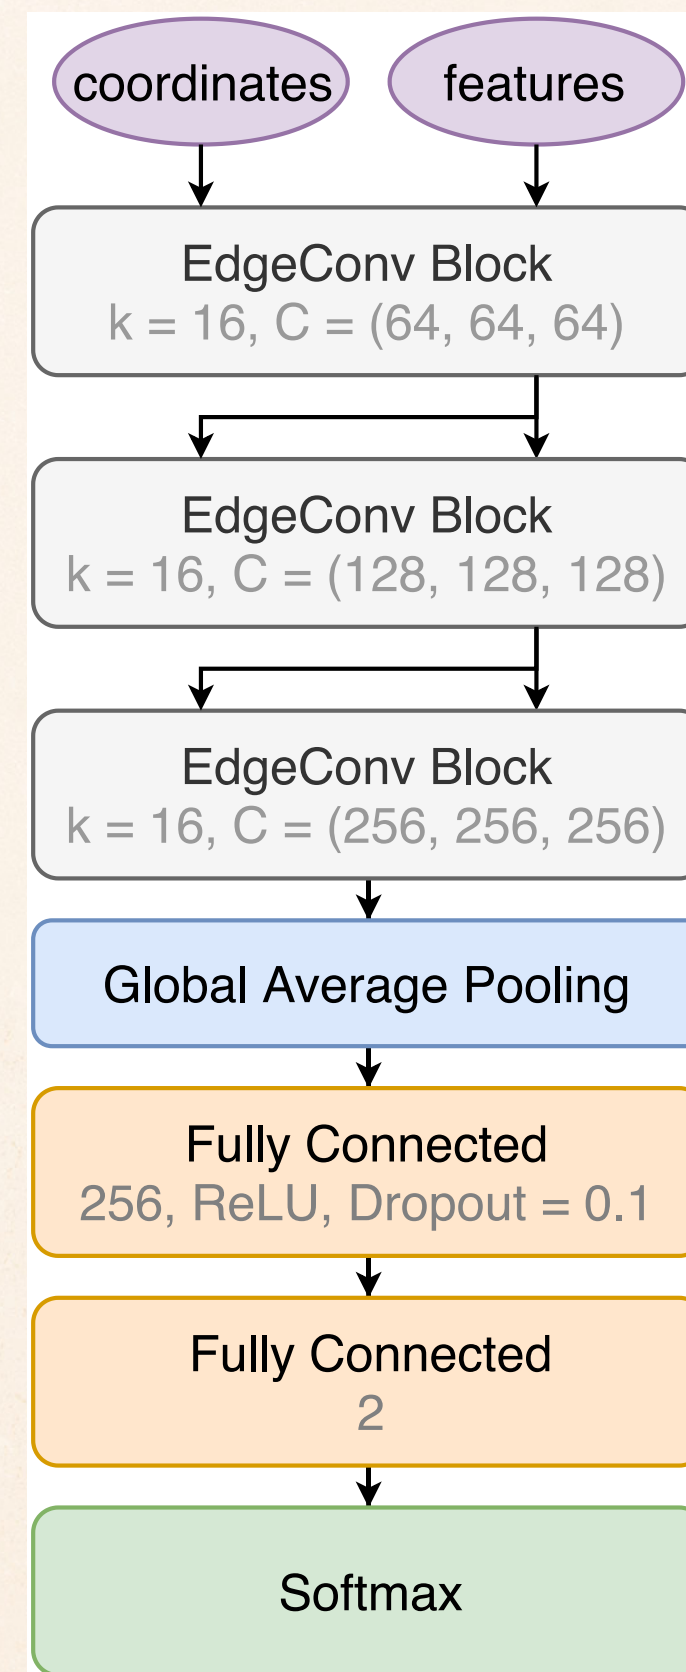 coordinates features
EdgeConv Block
k = 16, C = (64, 64, 64)
EdgeConv Block
k = 16, C = (128, 128, 128)
EdgeConv Block
k = 16, C = (256, 256, 256)
Global Average Pooling
Fully Connected
256, ReLU, Dropout = 0.1
Fully Connected
2
Softmax